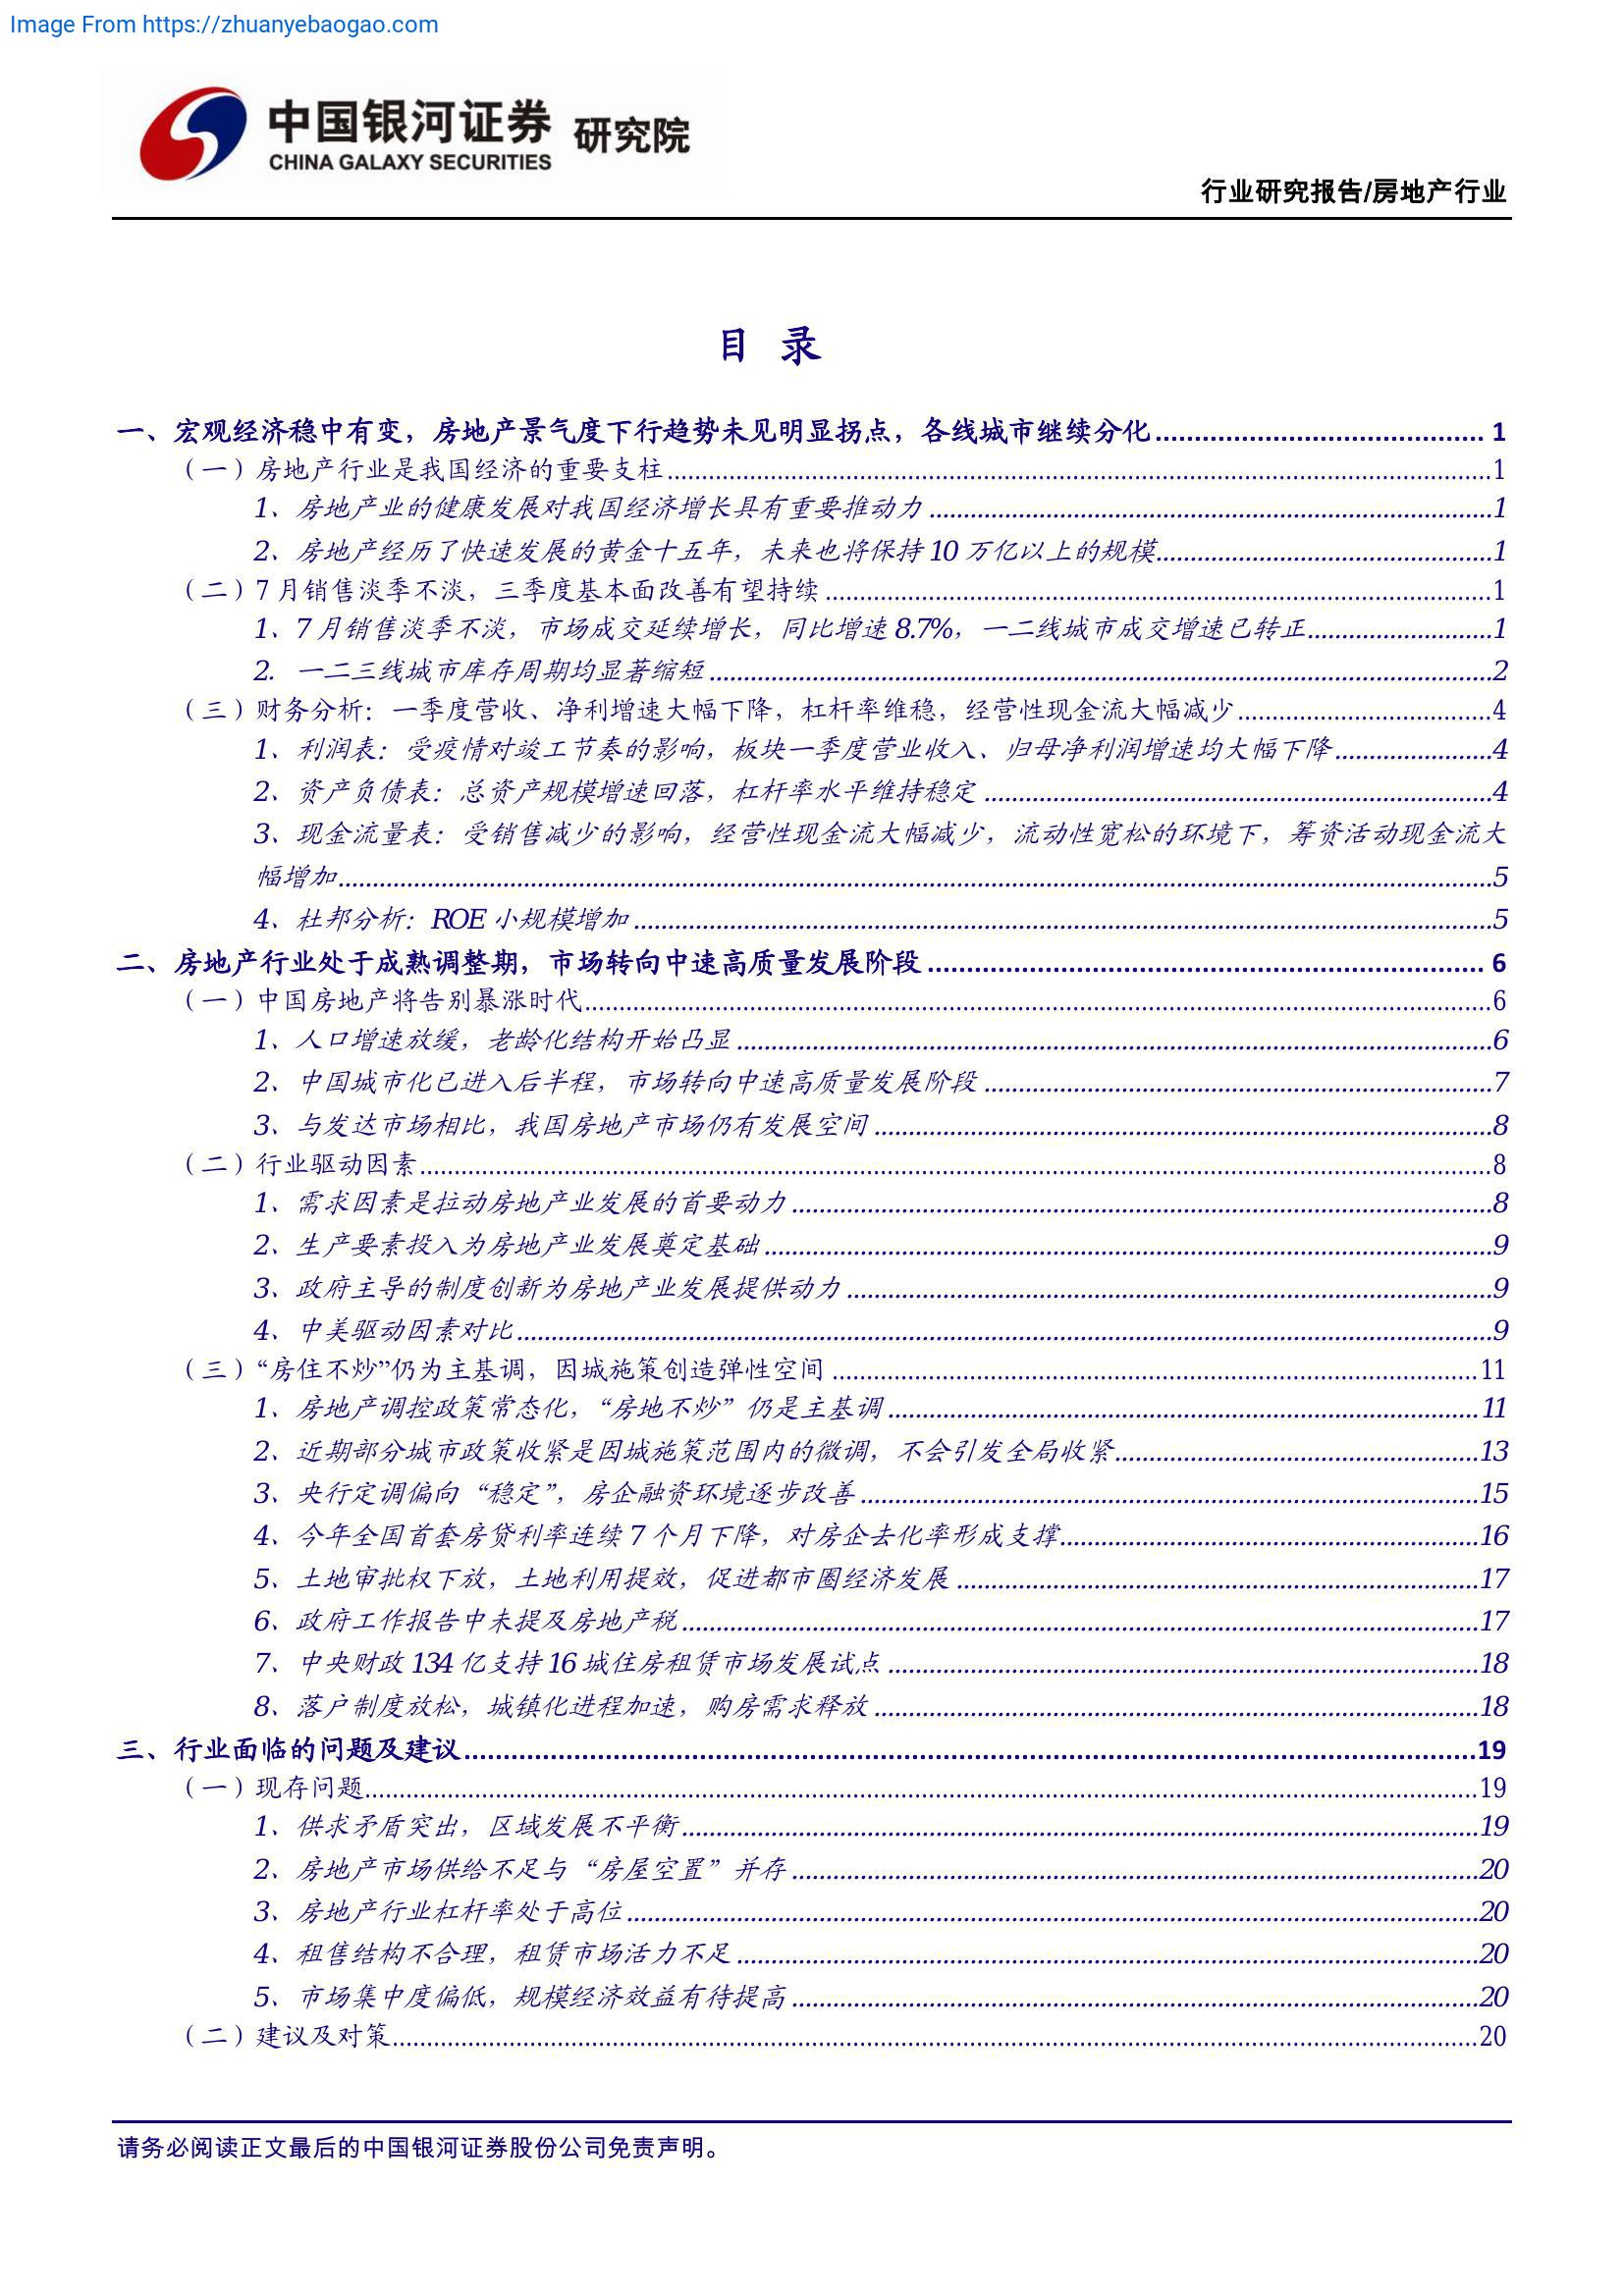 Image From https://zhuanyebaogao.com
中国银河证券 研究院
CHINA GALAXY SECURITIES
行业研究报告/房地产行业
目 录
一、宏观经济稳中有变，房地产景气度下行趋势未见明显拐点，各线城市继续分化 1
（一）房地产行业是我国经济的重要支柱 1
1、房地产业的健康发展对我国经济增长具有重要推动力 1
2、房地产经历了快速发展的黄金十五年，未来也将保持 10 万亿以上的规模 1
（二）7 月销售淡季不淡，三季度基本面改善有望持续 1
1、7 月销售淡季不淡，市场成交延续增长，同比增速 8.7%，一二线城市成交增速已转正 1
2. 一二三线城市库存周期均显著缩短 2
（三）财务分析：一季度营收、净利增速大幅下降，杠杆率维稳，经营性现金流大幅减少 4
1、利润表：受疫情对竣工节奏的影响，板块一季度营业收入、归母净利润增速均大幅下降 4
2、资产负债表：总资产规模增速回落，杠杆率水平维持稳定 4
3、现金流量表：受销售减少的影响，经营性现金流大幅减少，流动性宽松的环境下，筹资活动现金流大
幅增加 5
4、杜邦分析：ROE 小规模增加 5
二、房地产行业处于成熟调整期，市场转向中速高质量发展阶段 6
（一）中国房地产将告别暴涨时代 6
1、人口增速放缓，老龄化结构开始凸显 6
2、中国城市化已进入后半程，市场转向中速高质量发展阶段 7
3、与发达市场相比，我国房地产市场仍有发展空间 8
（二）行业驱动因素 8
1、需求因素是拉动房地产业发展的首要动力 8
2、生产要素投入为房地产业发展奠定基础 9
3、政府主导的制度创新为房地产业发展提供动力 9
4、中美驱动因素对比 9
（三）“房住不炒”仍为主基调，因城施策创造弹性空间 11
1、房地产调控政策常态化，“房地不炒”仍是主基调 11
2、近期部分城市政策收紧是因城施策范围内的微调，不会引发全局收紧 13
3、央行定调偏向“稳定”，房企融资环境逐步改善 15
4、今年全国首套房贷利率连续 7 个月下降，对房企去化率形成支撑 16
5、土地审批权下放，土地利用提效，促进都市圈经济发展 17
6、政府工作报告中未提及房地产税 17
7、中央财政 134 亿支持 16 城住房租赁市场发展试点 18
8、落户制度放松，城镇化进程加速，购房需求释放 18
三、行业面临的问题及建议 19
（一）现存问题 19
1、供求矛盾突出，区域发展不平衡 19
2、房地产市场供给不足与“房屋空置”并存 20
3、房地产行业杠杆率处于高位 20
4、租售结构不合理，租赁市场活力不足 20
5、市场集中度偏低，规模经济效益有待提高 20
（二）建议及对策 20
请务必阅读正文最后的中国银河证券股份公司免责声明。